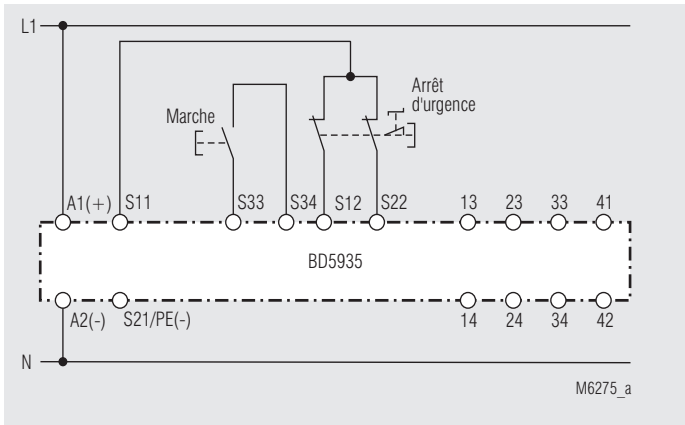 L1
Arrêt
d'urgence
Marche
A1(+) S11 S33 S34 S12 S22 13 23 33 41
BD5935
A2(-) S21/PE(-) 14 24 34 42
N
M6275_a